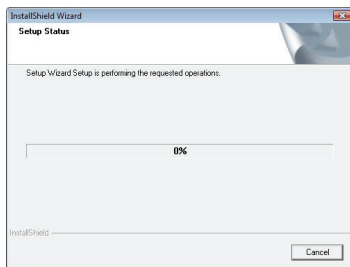 InstallShield Wizard
Setup Status
Setup Wizard Setup is performing the requested operations.
0%
InstallShield
Cancel